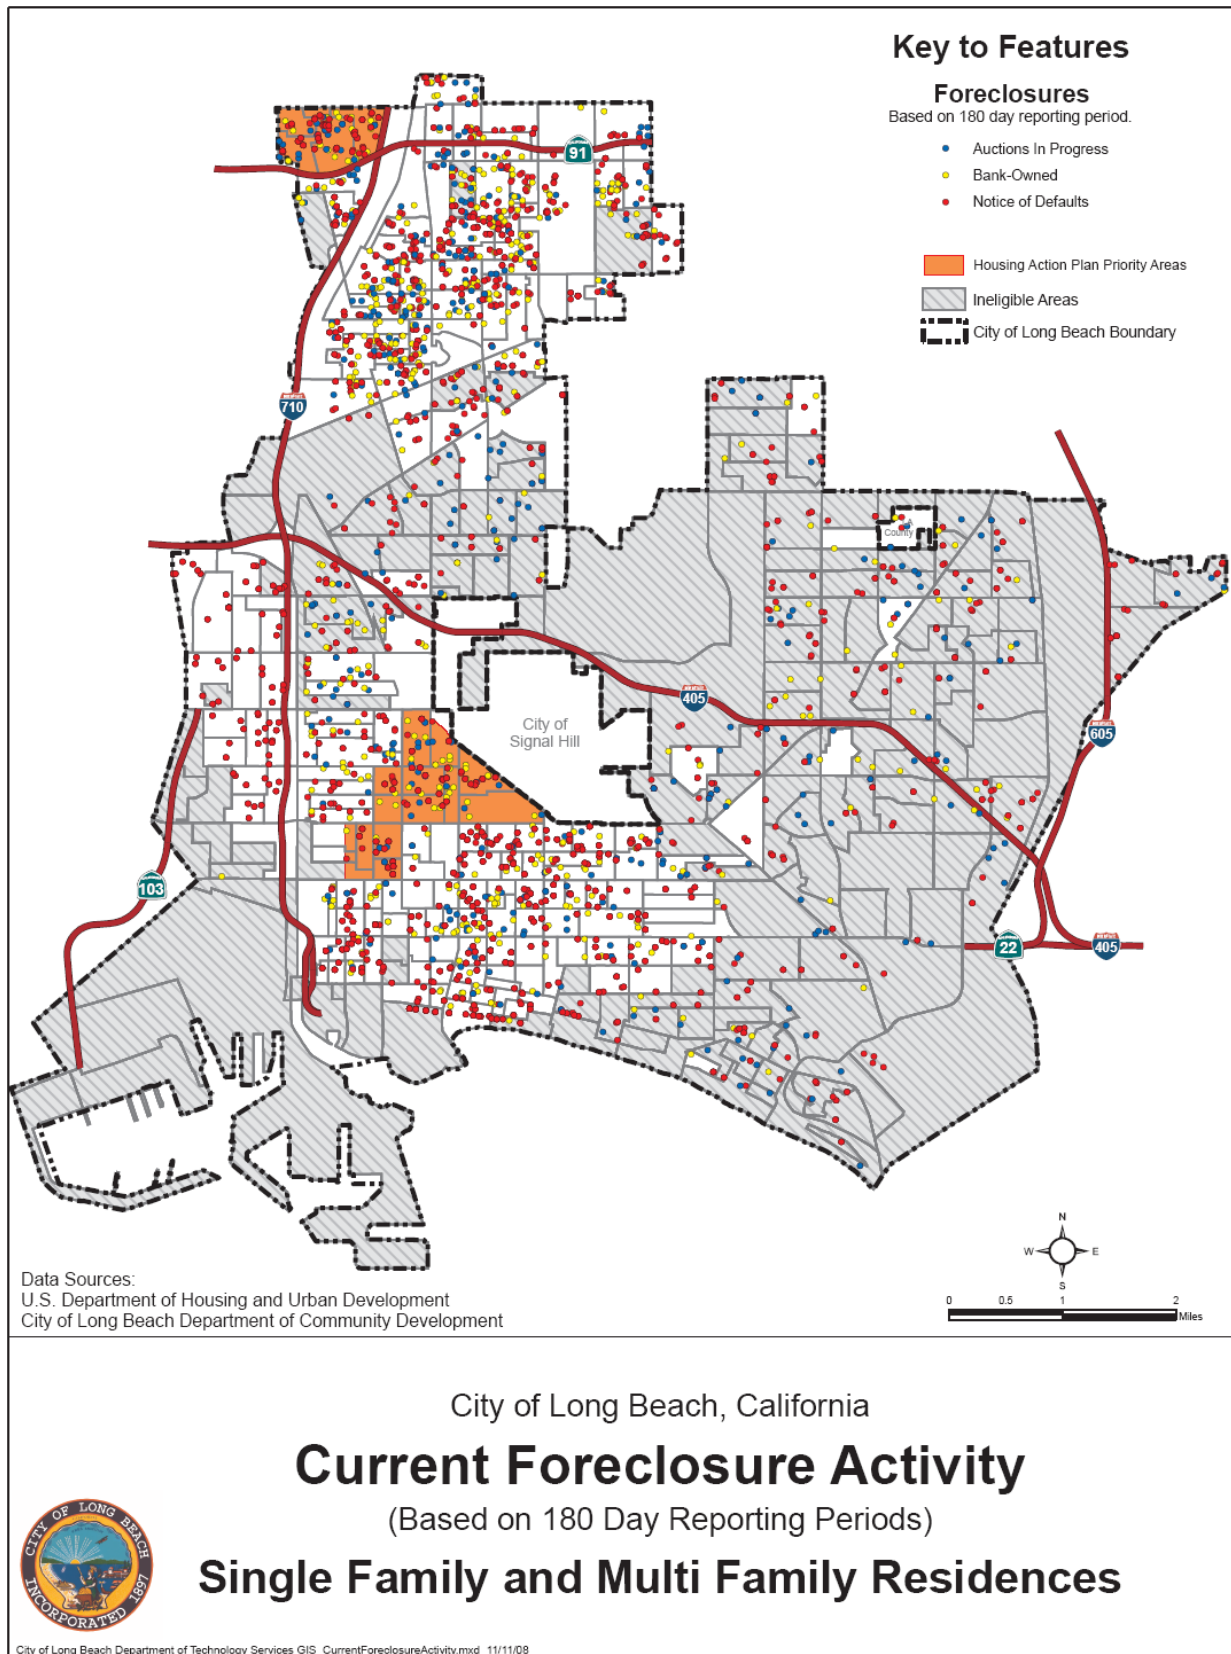 Key to Features
Foreclosures
Based on 180 day reporting period.
Auctions In Progress
Bank-Owned
Notice of Defaults
Housing Action Plan Priority Areas
Ineligible Areas
City of Long Beach Boundary
91
710
County
405
City of
Signal Hill
605
103
22
405
N
W E
S
0 0.5 1 2
Miles
Data Sources:
U.S. Department of Housing and Urban Development
City of Long Beach Department of Community Development
City of Long Beach, California
Current Foreclosure Activity
(Based on 180 Day Reporting Periods)
Single Family and Multi Family Residences
CITY OF LONG BEACH
INCORPORATED 1897
City of Long Beach Department of Technology Services GIS CurrentForeclosureActivity.mxd 11/11/08